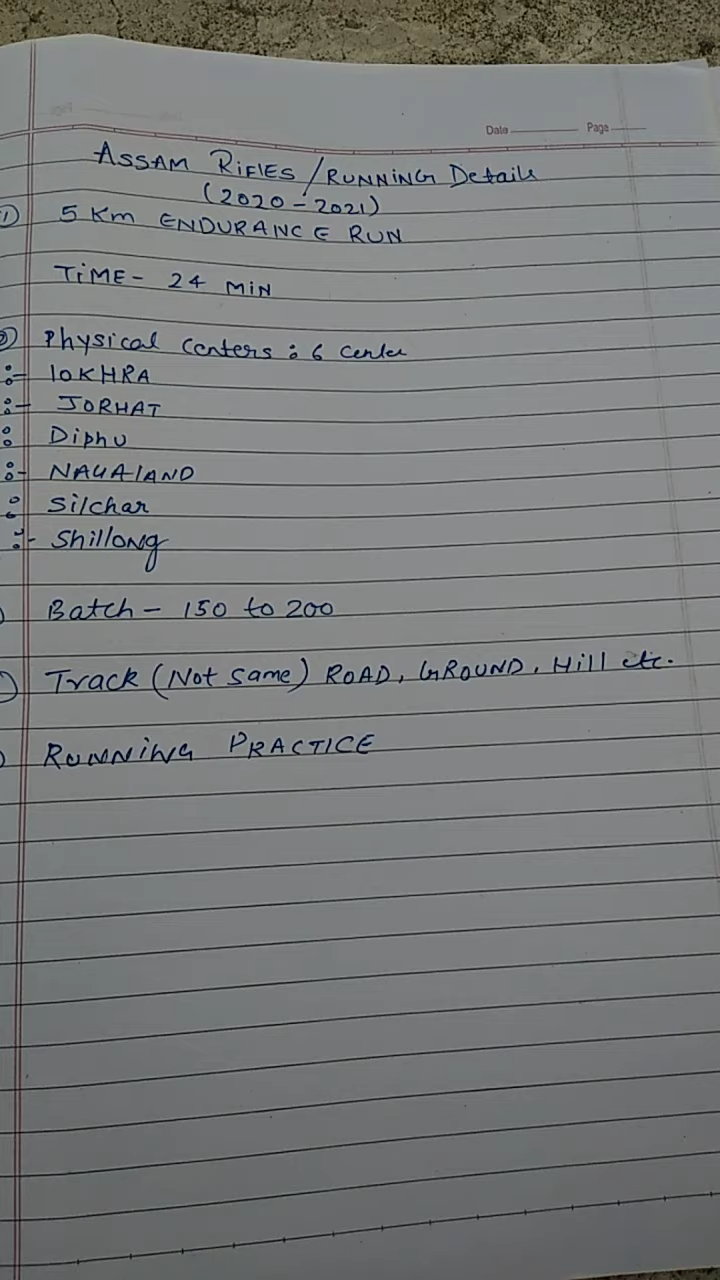 Date Page
ASSAM RIFLES / RUNNING Details
(2020-2021)
① 5 Km ENDURANCE RUN
TiME - 24 MiN
② Physical Centers : 6 Center
:- lOKHRA
:- JORHAT
: Diphu
:- NAGAlAND
: Silchar
:- Shillong
Batch - 150 to 200
Track (Not Same) ROAD, GROUND, Hill etc.
RUNNiNG PRACTICE